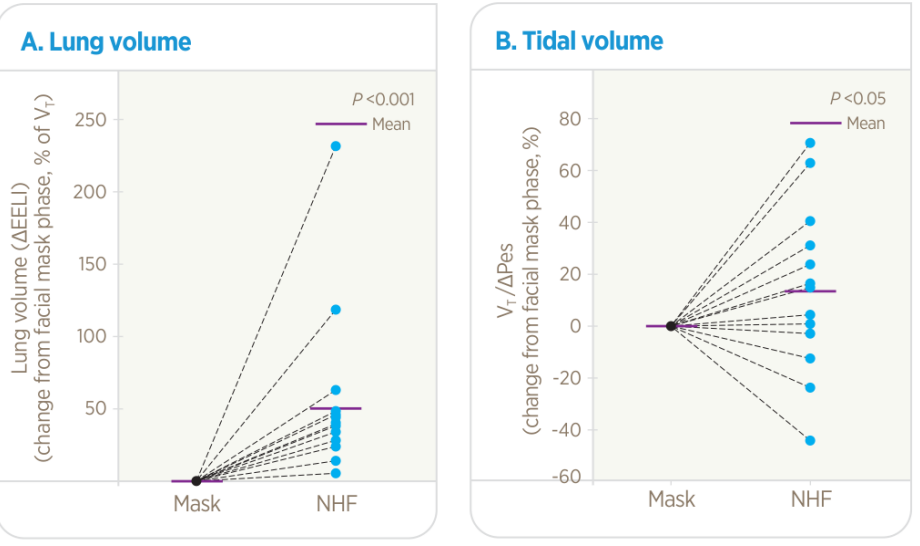 A. Lung volume
Lung volume (ΔEELI)
(change from facial mask phase, % of V_T)
250
200
150
100
50
P <0.001
Mean
Mask
NHF
B. Tidal volume
V_T /ΔPes
(change from facial mask phase, %)
80
60
40
20
0
-20
-40
-60
P <0.05
Mean
Mask
NHF